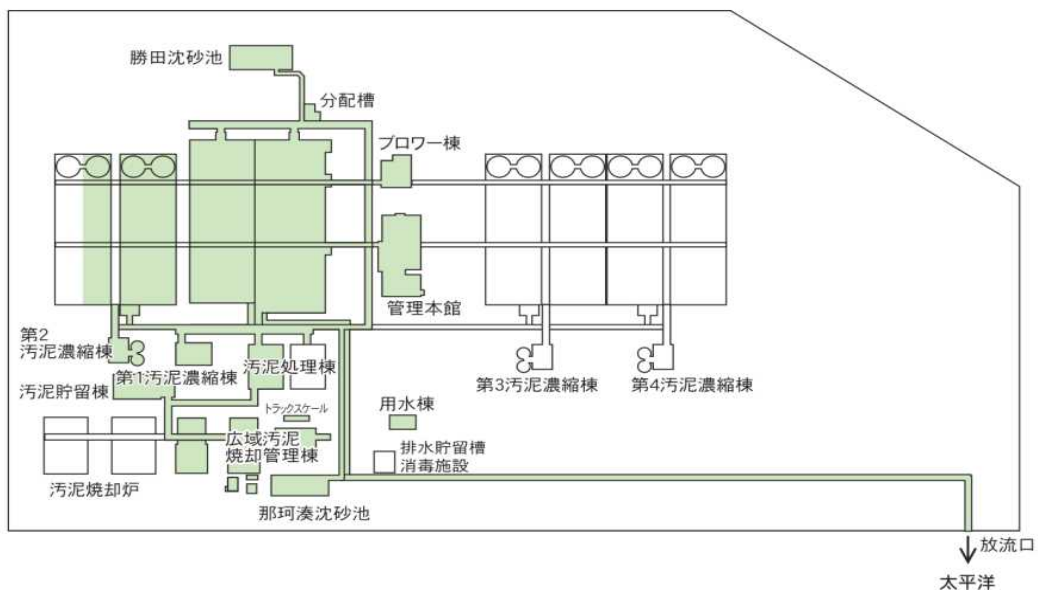 勝田沈砂池
分配槽
ブロワー棟
管理本館
第2
汚泥濃縮棟
第1汚泥濃縮棟
汚泥処理棟
第3汚泥濃縮棟
第4汚泥濃縮棟
汚泥貯留棟
トラックスケール
用水棟
広域汚泥
焼却管理棟
排水貯留槽
消毒施設
汚泥焼却炉
那珂湊沈砂池
放流口
太平洋